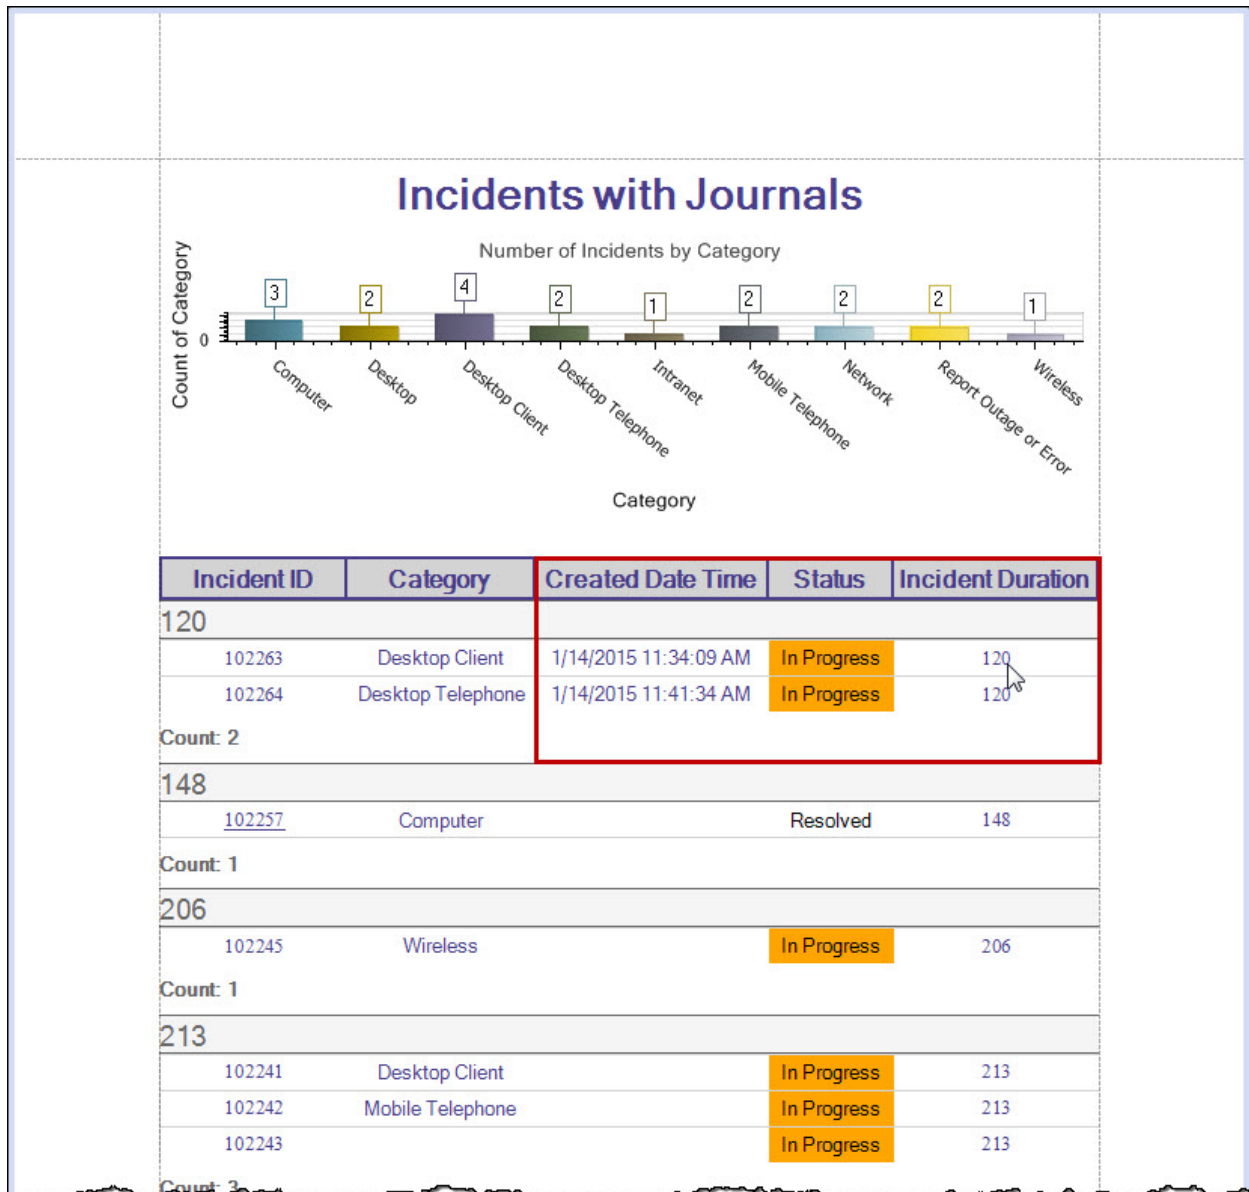 Incidents with Journals
Number of Incidents by Category
Count of Category
3 2 4 2 1 2 2 2 1
0
Computer Desktop Desktop Client Desktop Telephone Intranet Mobile Telephone Network Report Outage or Error Wireless
Category
Incident ID Category Created Date Time Status Incident Duration
120
102263 Desktop Client 1/14/2015 11:34:09 AM In Progress 120
102264 Desktop Telephone 1/14/2015 11:41:34 AM In Progress 120
Count: 2
148
102257 Computer Resolved 148
Count: 1
206
102245 Wireless In Progress 206
Count: 1
213
102241 Desktop Client In Progress 213
102242 Mobile Telephone In Progress 213
102243 In Progress 213
Count: 3